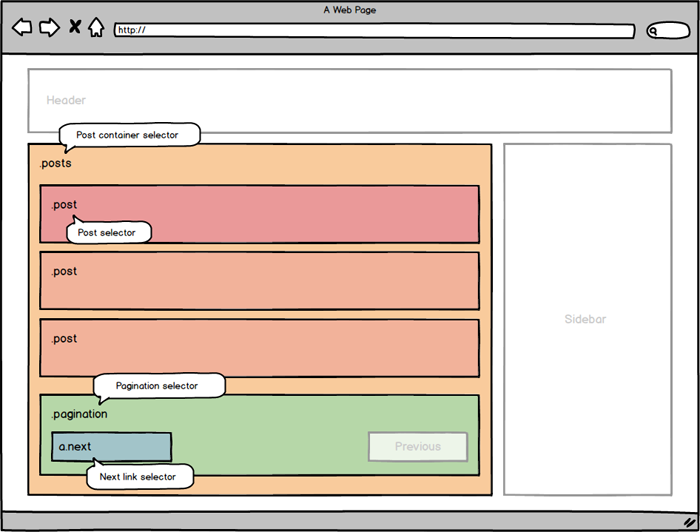 A Web Page
http://
Header
Post container selector
.posts
.post
Post selector
.post
.post
Pagination selector
.pagination
a.next
Previous
Next link selector
Sidebar